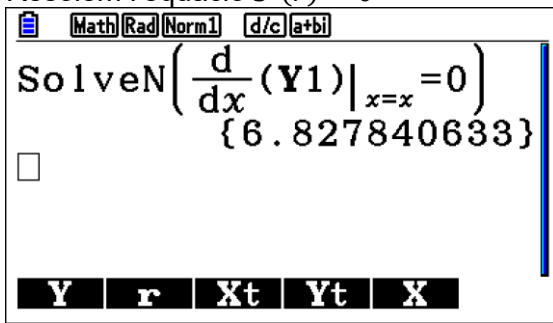 Math Rad Norm1 d/c a+bi
SolveN(d/dx(Y1)|x=x=0)
{6.827840633}
Y r Xt Yt X